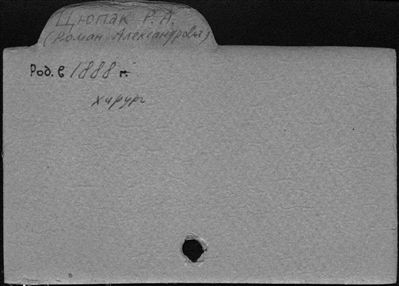 Цюпак Р. А.
(Роман Александрович)
Род. в 1888 г.
хирург